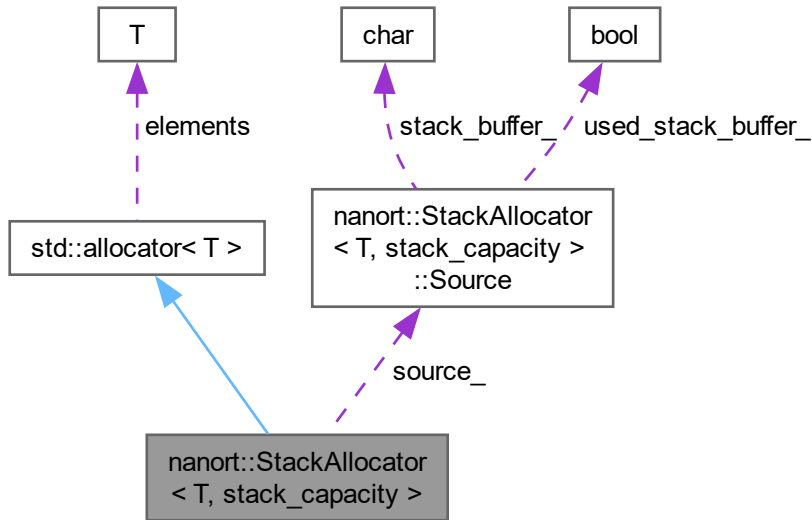 T
char
bool
elements
stack_buffer_
used_stack_buffer_
std::allocator< T >
nanort::StackAllocator
< T, stack_capacity >
::Source
source_
nanort::StackAllocator
< T, stack_capacity >